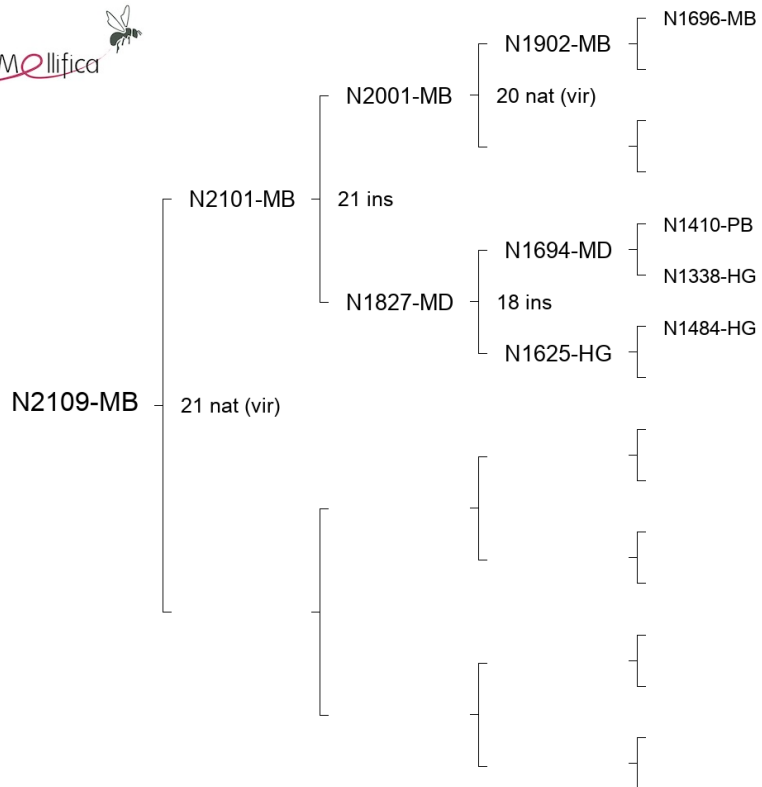 N1696-MB
Mellifica
N1902-MB
N2001-MB
20 nat (vir)
N2101-MB
21 ins
N1410-PB
N1694-MD
N1338-HG
N1827-MD
18 ins
N1484-HG
N1625-HG
N2109-MB
21 nat (vir)